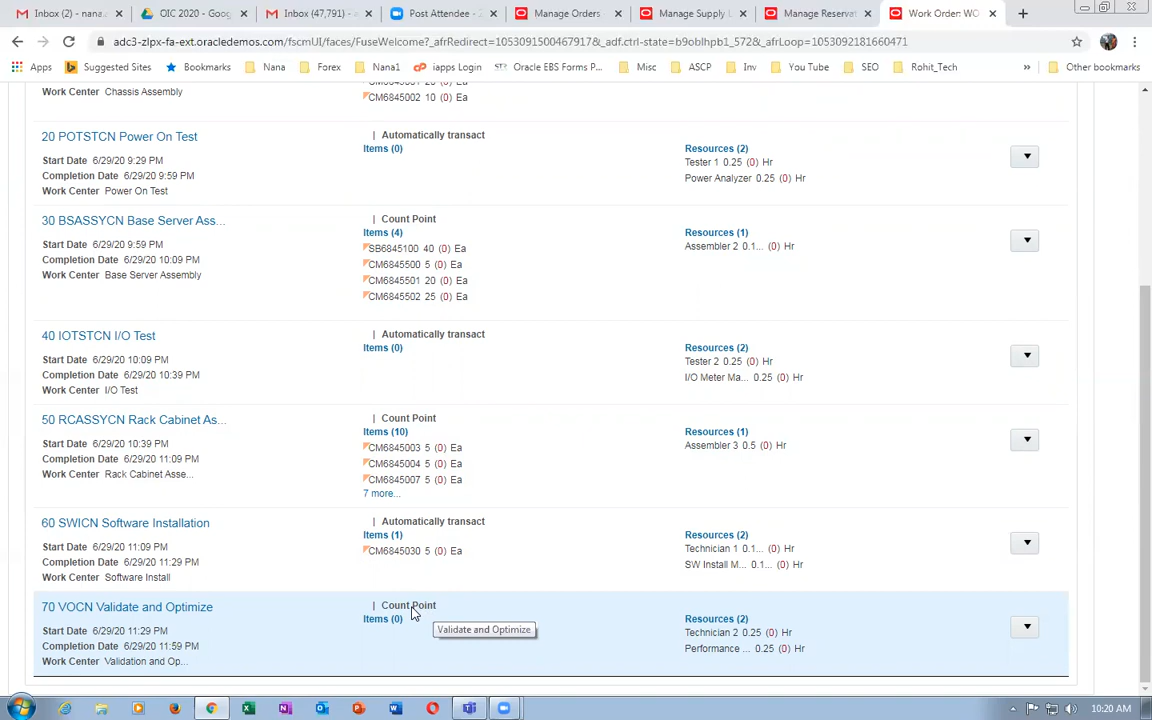 Inbox (2) - nana.
OIC 2020 - Goog
Inbox (47,791) -
Post Attendee -
Manage Orders
Manage Supply L
Manage Reservat
Work Order: WO
adc3-zlpx-fa-ext.oracledemos.com/fscmUI/faces/FuseWelcome?_afrRedirect=10530915004679177&_adf.ctrl-state=b9oblhpb1_572&_afrLoop=1053092181660471
Apps Suggested Sites Bookmarks Nana Forex Nana1 iapps Login Oracle EBS Forms P... Misc ASCP Inv You Tube SEO Rohit_Tech » Other bookmarks
Work Center Chassis Assembly
CM6845002 10 (0) Ea
20 POTSTCN Power On Test
| Automatically transact
Start Date 6/29/20 9:29 PM
Completion Date 6/29/20 9:59 PM
Work Center Power On Test
Items (0)
Resources (2)
Tester 1 0.25 (0) Hr
Power Analyzer 0.25 (0) Hr
30 BSASSYCN Base Server Ass...
| Count Point
Start Date 6/29/20 9:59 PM
Completion Date 6/29/20 10:09 PM
Work Center Base Server Assembly
Items (4)
SB6845100 40 (0) Ea
CM6845500 5 (0) Ea
CM6845501 20 (0) Ea
CM6845502 25 (0) Ea
Resources (1)
Assembler 2 0.1... (0) Hr
40 IOTSTCN I/O Test
| Automatically transact
Start Date 6/29/20 10:09 PM
Completion Date 6/29/20 10:39 PM
Work Center I/O Test
Items (0)
Resources (2)
Tester 2 0.25 (0) Hr
I/O Meter Ma... 0.25 (0) Hr
50 RCASSYCN Rack Cabinet As...
| Count Point
Start Date 6/29/20 10:39 PM
Completion Date 6/29/20 11:09 PM
Work Center Rack Cabinet Asse...
Items (10)
CM6845003 5 (0) Ea
CM6845004 5 (0) Ea
CM6845007 5 (0) Ea
7 more...
Resources (1)
Assembler 3 0.5 (0) Hr
60 SWICN Software Installation
| Automatically transact
Start Date 6/29/20 11:09 PM
Completion Date 6/29/20 11:29 PM
Work Center Software Install
Items (1)
CM6845030 5 (0) Ea
Resources (2)
Technician 1 0.1... (0) Hr
SW Install M... 0.1... (0) Hr
70 VOCN Validate and Optimize
| Count Point
Start Date 6/29/20 11:29 PM
Completion Date 6/29/20 11:59 PM
Work Center Validation and Op...
Items (0)
Validate and Optimize
Resources (2)
Technician 2 0.25 (0) Hr
Performance ... 0.25 (0) Hr
10:20 AM